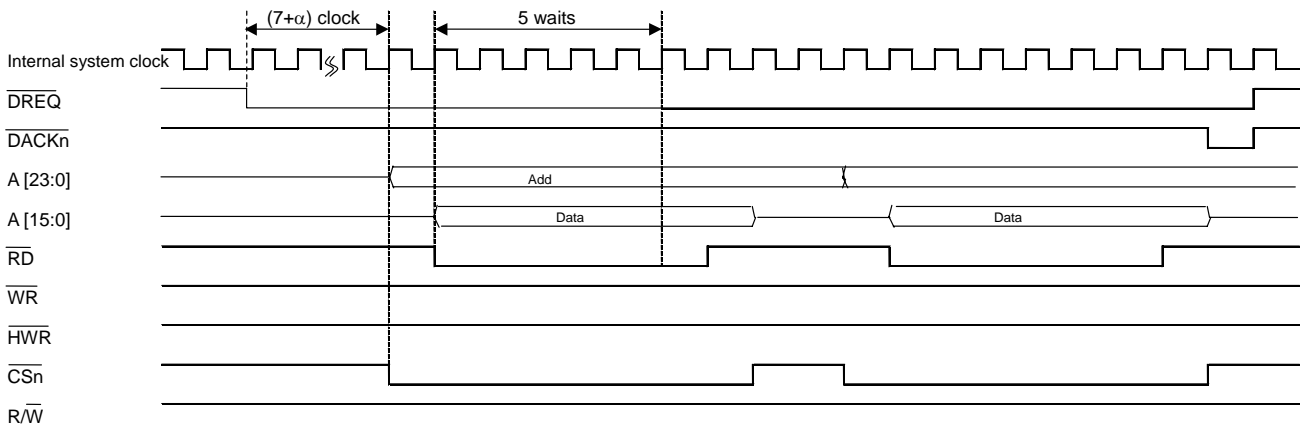 (7+α) clock
5 waits
Internal system clock
DREQ
DACKn
A [23:0]
Add
A [15:0]
Data
Data
RD
WR
HWR
CSn
R/W